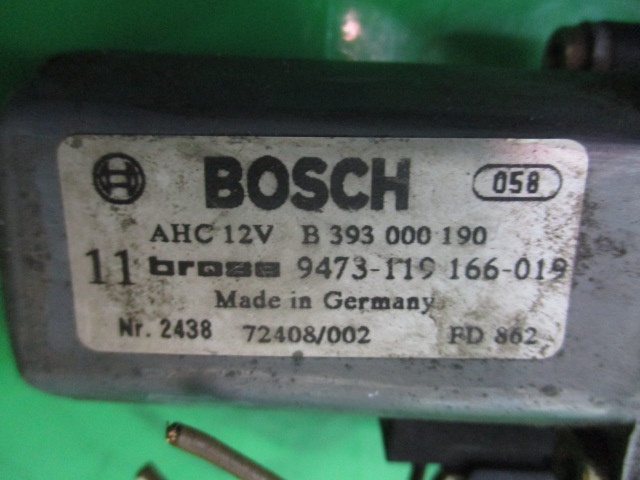 BOSCH 058
AHC 12V B 393 000 190
11 brose 9473-119 166-019
Made in Germany
Nr. 2438 72408/002 FD 862